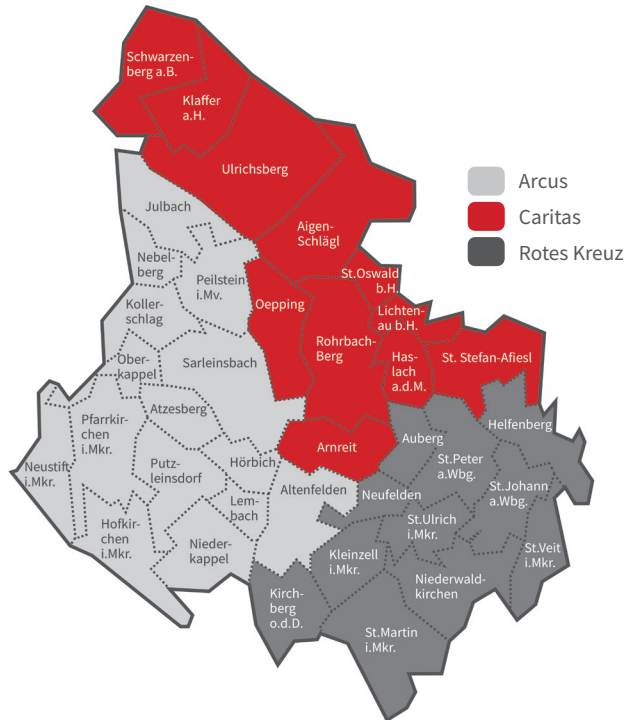 Schwarzen-
berg a.B.
Klaffer
a.H.
Ulrichsberg
Arcus
Caritas
Rotes Kreuz
Julbach
Aigen-
Schlägl
Nebel-
berg
Peilstein
i.Mv.
St.Oswald
b.H.
Oepping
Koller-
schlag
Lichten-
au b.H.
Rohrbach-
Berg
Ober-
kappel
Sarleinsbach
Has-
lach
a.d.M.
St. Stefan-Afiesl
Pfarrkir-
chen
i.Mkr.
Atzesberg
Arnreit
Auberg
Helfenberg
Neustift
i.Mkr.
Putz-
leinsdorf
Hörbich
Altenfelden
Neufelden
St.Peter
a.Wbg.
St.Johann
a.Wbg.
Hofkir-
chen
i.Mkr.
Lem-
bach
St.Ulrich
i.Mkr.
Nieder-
kappel
Kleinzell
i.Mkr.
St.Veit
i.Mkr.
Niederwald-
kirchen
Kirch-
berg
o.d.D.
St.Martin
i.Mkr.